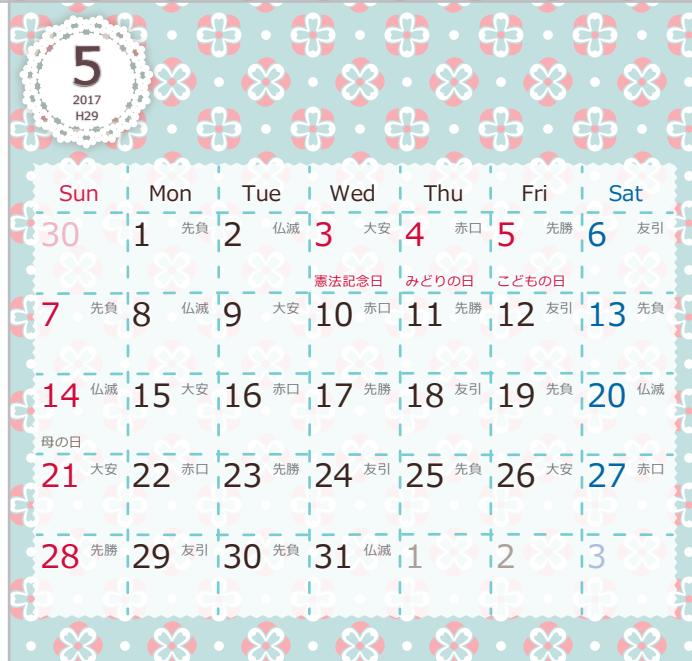 5
2017
H29
Sun Mon Tue Wed Thu Fri Sat
30 1 先負 2 仏滅 3 大安 4 赤口 5 先勝 6 友引
憲法記念日 みどりの日 こどもの日
7 先負 8 仏滅 9 大安 10 赤口 11 先勝 12 友引 13 先負
14 仏滅 15 大安 16 赤口 17 先勝 18 友引 19 先負 20 仏滅
母の日
21 大安 22 赤口 23 先勝 24 友引 25 先負 26 大安 27 赤口
28 先勝 29 友引 30 先負 31 仏滅 1 2 3